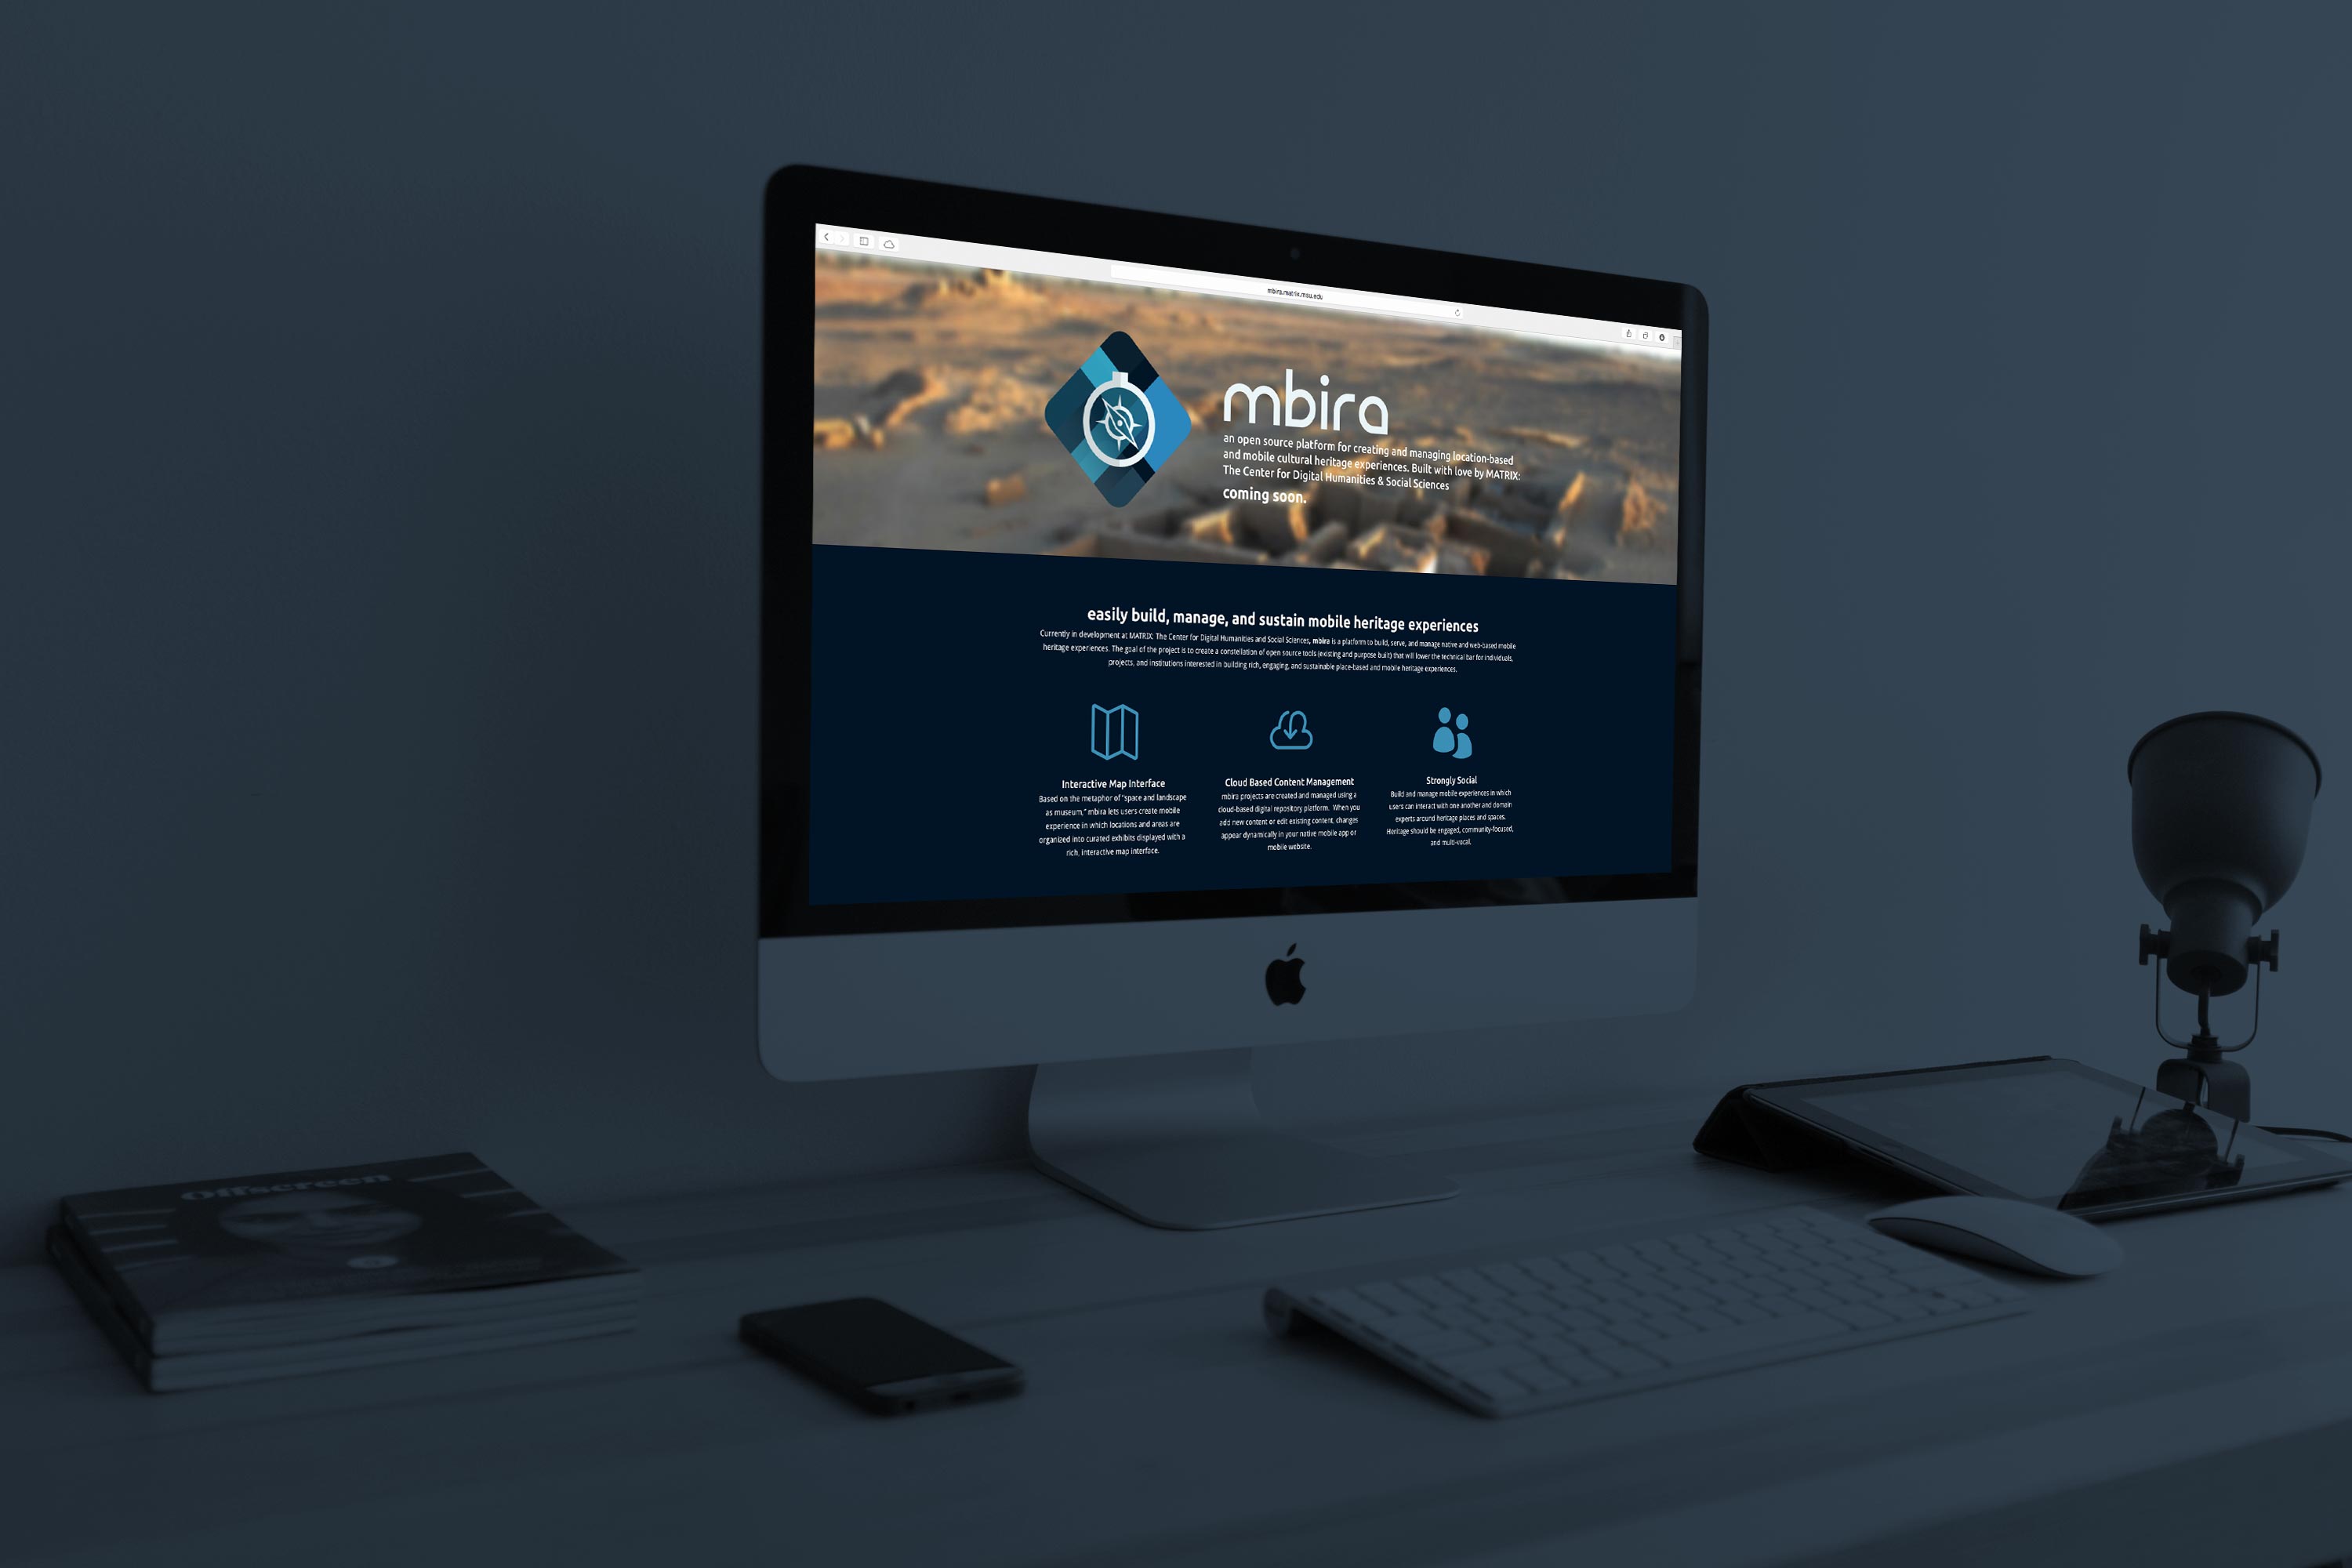 mbira.matrix.msu.edu
mbira
an open source platform for creating and managing location-based
and mobile cultural heritage experiences. Built with love by MATRIX:
The Center for Digital Humanities & Social Sciences
coming soon.
easily build, manage, and sustain mobile heritage experiences
Currently in development at MATRIX: The Center for Digital Humanities and Social Sciences, mbira is a platform to build, serve, and manage native and web-based mobile
heritage experiences. The goal of the project is to create a constellation of open source tools (existing and purpose built) that will lower the technical bar for individuals,
projects, and institutions interested in building rich, engaging, and sustainable place-based and mobile heritage experiences.
Interactive Map Interface
Based on the metaphor of "space and landscape
as museum," mbira lets users create mobile
experience in which locations and areas are
organized into curated exhibits displayed with a
rich, interactive map interface.
Cloud Based Content Management
mbira projects are created and managed using a
cloud-based digital repository platform. When you
add new content or edit existing content, changes
appear dynamically in your native mobile app or
mobile website.
Strongly Social
Build and manage mobile experiences in which
users can interact with one another and domain
experts around heritage places and spaces.
Heritage should be engaged, community-focused,
and multi-vocal.
Offscreen